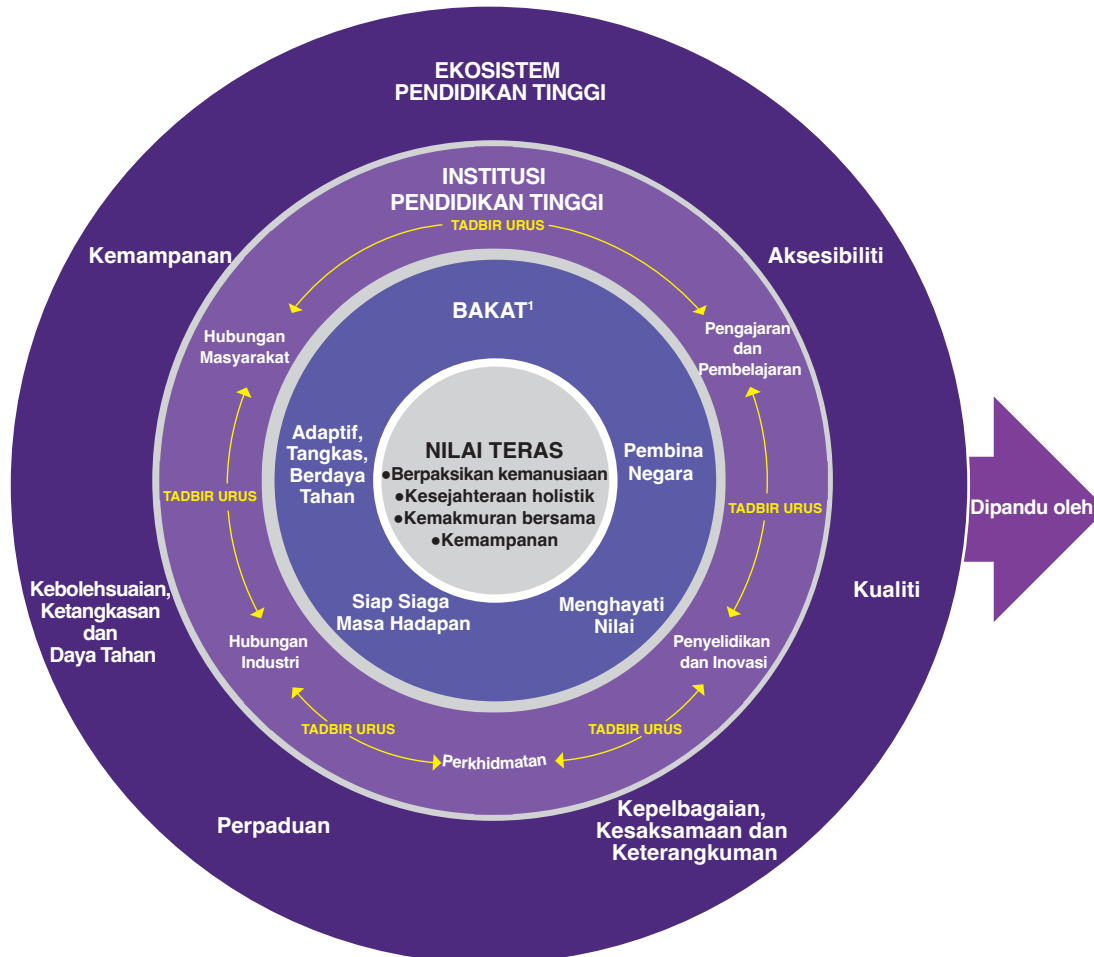 EKOSISTEM
PENDIDIKAN TINGGI
INSTITUSI
PENDIDIKAN TINGGI
TADBIR URUS
Kemampanan
Aksesibiliti
BAKAT¹
Hubungan
Masyarakat
Pengajaran
dan
Pembelajaran
Adaptif,
Tangkas,
Berdaya
Tahan
NILAI TERAS
●Berpaksikan kemanusiaan
●Kesejahteraan holistik
●Kemakmuran bersama
●Kemampanan
Pembina
Negara
TADBIR URUS
TADBIR URUS
Dipandu oleh
Kebolehsuaian,
Ketangkasan
dan
Daya Tahan
Siap Siaga
Masa Hadapan
Menghayati
Nilai
Kualiti
Hubungan
Industri
Penyelidikan
dan Inovasi
TADBIR URUS
TADBIR URUS
Perkhidmatan
Perpaduan
Kepelbagaian,
Kesaksamaan dan
Keterangkuman